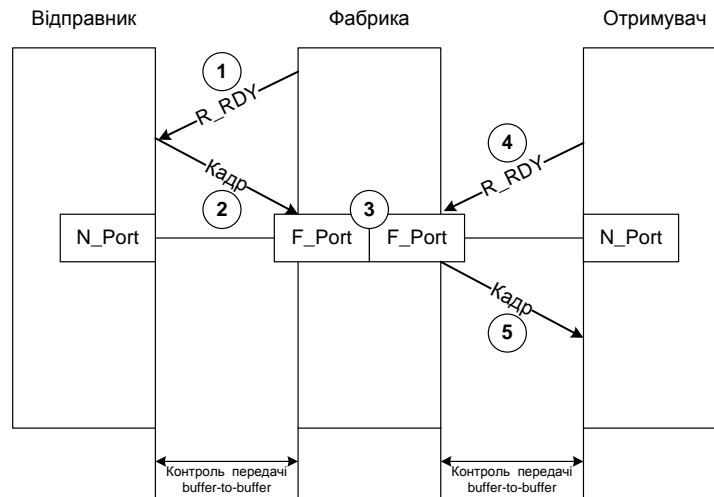 Відправник
Фабрика
Отримувач
1
R_RDY
4
R_RDY
Кадр
2
3
N_Port
F_Port
F_Port
N_Port
Кадр
5
Контроль передачі
buffer-to-buffer
Контроль передачі
buffer-to-buffer